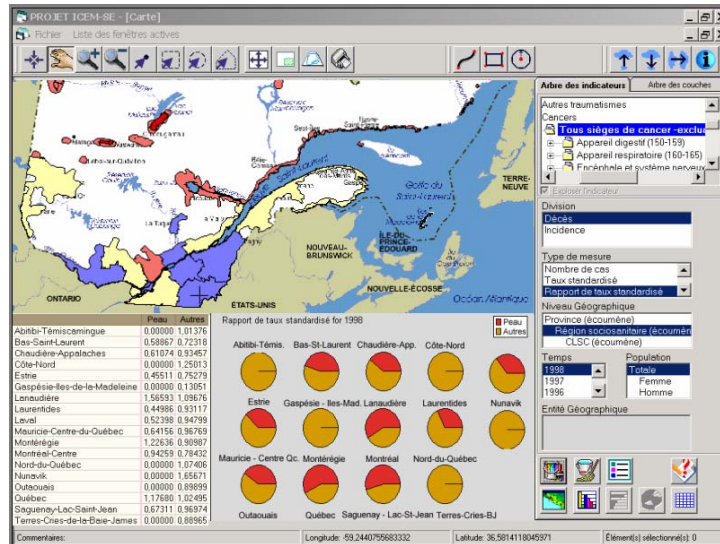 PROJET ICEM-SE - [Carte]
Fichier Liste des fenêtres actives
Arbre des indicateurs Arbre des couches
Autres traumatismes
Cancers
Tous sièges de cancer -exclu
Appareil digestif (150-159)
Appareil respiratoire (160-165)
Encéphale et système nerveux
Explorer l'indicateur
Division
Décès
Incidence
Type de mesure
Nombre de cas
Taux standardisé
Rapport de taux standardisé
Niveau Géographique
Province (écoumène)
Région sociosanitaire (écoumèn
CLSC (écoumène)
Temps Population
1998 Totale
1997 Femme
1996 Homme
Entité Géographique
Golfe du
Saint-Laurent
TERRE-
NEUVE
NOUVEAU-
BRUNSWICK
ÎLE-DU-
PRINCE-
ÉDOUARD
NOUVELLE-ÉCOSSE
Océan Atlantique
ONTARIO
ÉTATS-UNIS
Peau Autres
Abitibi-Témiscamingue 0,00000 1,01376
Bas-Saint-Laurent 0,58867 0,72318
Chaudière-Appalaches 0,61074 0,93457
Côte-Nord 0,00000 1,25013
Estrie 0,45511 0,75279
Gaspésie-Iles-de-la-Madeleine 0,00000 0,13051
Lanaudière 1,56593 1,09676
Laurentides 0,44986 0,93117
Laval 0,52398 0,94799
Mauricie-Centre-du-Québec 0,64156 0,96769
Montérégie 1,22636 0,90987
Montréal-Centre 0,94259 0,78432
Nord-du-Québec 0,00000 1,07406
Nunavik 0,00000 1,65671
Outaouais 0,00000 0,89899
Québec 1,17680 1,02495
Saguenay-Lac-Saint-Jean 0,67311 0,96974
Terres-Cries-de-la-Baie-James 0,00000 0,88965
Rapport de taux standardisé for 1998
Peau
Autres
Abitibi-Témis. Bas-St-Laurent Chaudière-App. Côte-Nord
Estrie Gaspésie - Iles-Mad. Lanaudière Laurentides Nunavik
Mauricie - Centre Qc. Montérégie Montréal Nord-du-Québec
Outaouais Québec Saguenay - Lac-St-Jean Terres-Cries-BJ
Commentaires: Longitude: -59,2440755683332 Latitude: 36,5814118045971 Élément(s) sélectionné(s): 0